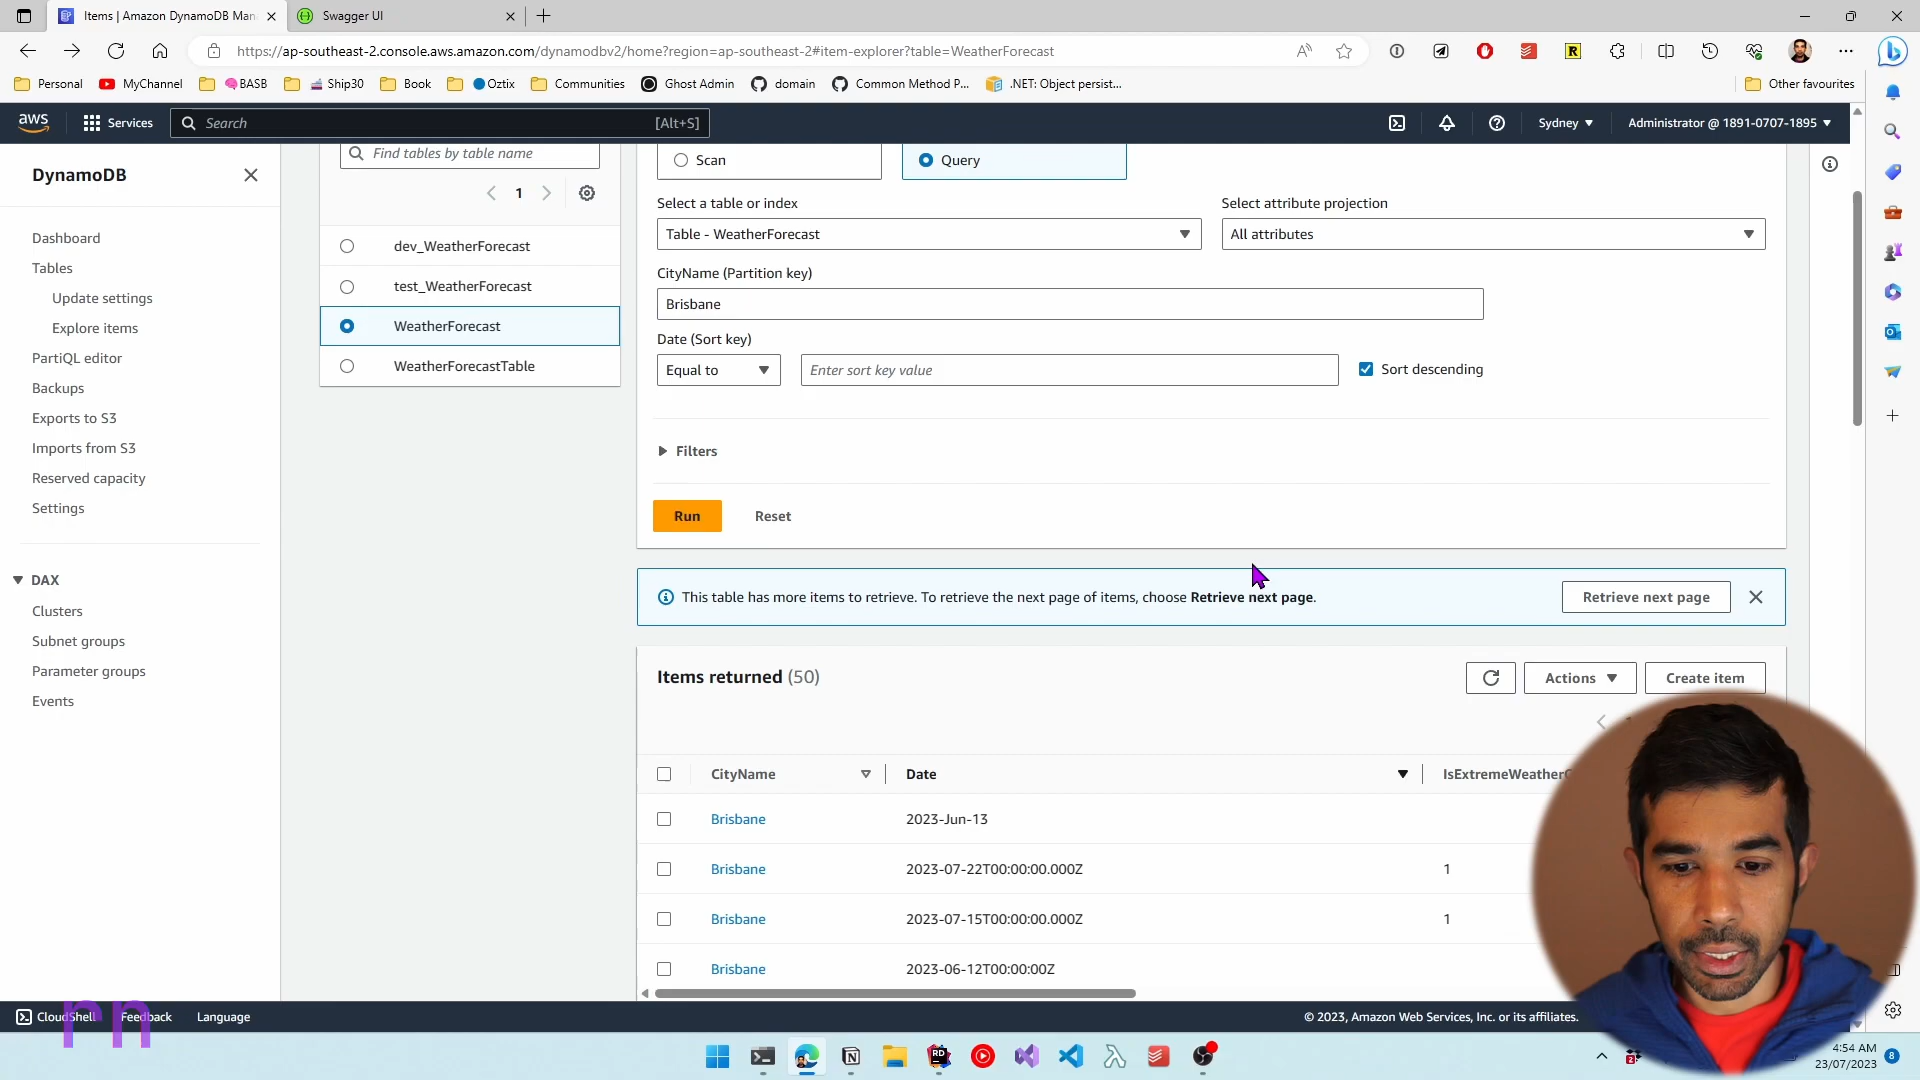 Items | Amazon DynamoDB Man
Swagger UI
https://ap-southeast-2.console.aws.amazon.com/dynamodbv2/home?region=ap-southeast-2#item-explorer?table=WeatherForecast
Personal
MyChannel
BASB
Ship30
Book
Oztix
Communities
Ghost Admin
domain
Common Method P...
.NET: Object persist...
Other favourites
aws
Services
Search
[Alt+S]
Sydney
Administrator @ 1891-0707-1895
DynamoDB
Dashboard
Tables
Update settings
Explore items
PartiQL editor
Backups
Exports to S3
Imports from S3
Reserved capacity
Settings
DAX
Clusters
Subnet groups
Parameter groups
Events
Find tables by table name
1
dev_WeatherForecast
test_WeatherForecast
WeatherForecast
WeatherForecastTable
Scan
Query
Select a table or index
Select attribute projection
Table - WeatherForecast
All attributes
CityName (Partition key)
Brisbane
Date (Sort key)
Equal to
Enter sort key value
Sort descending
Filters
Run
Reset
This table has more items to retrieve. To retrieve the next page of items, choose Retrieve next page.
Retrieve next page
Items returned (50)
Actions
Create item
CityName
Date
IsExtremeWeatherC
Brisbane
2023-Jun-13
Brisbane
2023-07-22T00:00:00.000Z
1
Brisbane
2023-07-15T00:00:00.000Z
1
Brisbane
2023-06-12T00:00:00Z
CloudShell
Feedback
Language
© 2023, Amazon Web Services, Inc. or its affiliates.
rn
RD
4:54 AM
23/07/2023
8